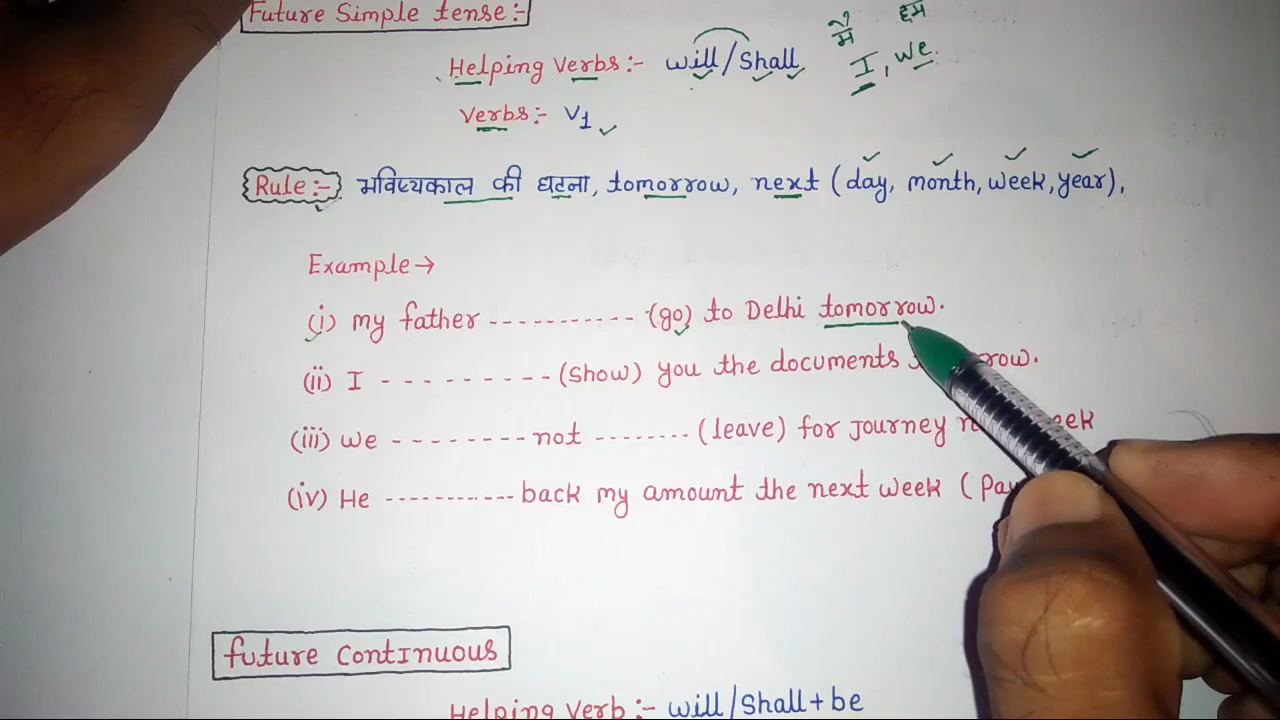 Future Simple tense:-
मैं हम
Helping Verbs:- will/Shall I, we.
Verbs:- V1
Rule:- भविष्यकाल की घटना, tomorrow, next (day, month, week, year),
Example→
(i) my father ----------- (go) to Delhi tomorrow.
(ii) I --------- (Show) you the documents
(iii) we -------- not -------- (leave) for Journey
(iv) He ------------ back my amount the next week (
future Continuous
Helping Verb :- will/Shall + be